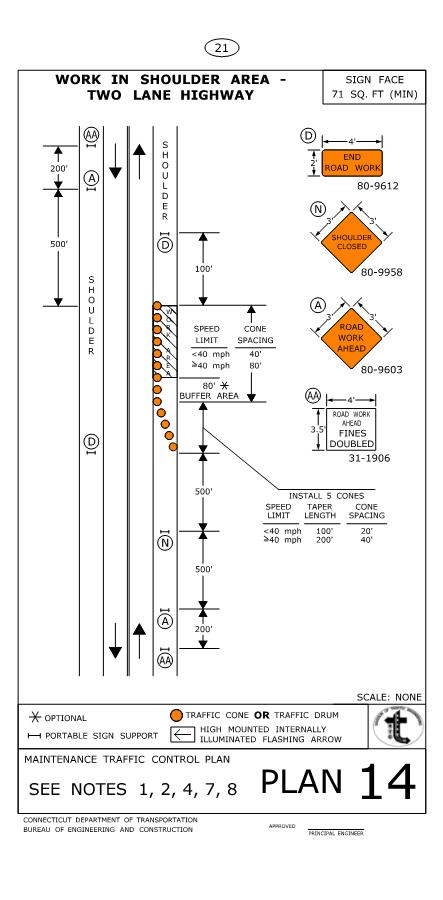 21
WORK IN SHOULDER AREA -
TWO LANE HIGHWAY
SIGN FACE
71 SQ. FT (MIN)
AA
200'
A
500'
SHOULDER
D
SHOULDER
D
100'
WORK AREA
SPEED LIMIT CONE SPACING
<40 mph 40'
≥40 mph 80'
80' *
BUFFER AREA
500'
N
500'
A
200'
AA
INSTALL 5 CONES
SPEED LIMIT TAPER LENGTH CONE SPACING
<40 mph 100' 20'
≥40 mph 200' 40'
D
4'
2'
END
ROAD WORK
80-9612
N
3' 3'
SHOULDER
CLOSED
80-9958
A
3' 3'
ROAD
WORK
AHEAD
80-9603
AA
4'
3.5'
ROAD WORK
AHEAD
FINES
DOUBLED
31-1906
SCALE: NONE
* OPTIONAL
TRAFFIC CONE OR TRAFFIC DRUM
PORTABLE SIGN SUPPORT
HIGH MOUNTED INTERNALLY
ILLUMINATED FLASHING ARROW
MAINTENANCE TRAFFIC CONTROL PLAN
SEE NOTES 1, 2, 4, 7, 8
PLAN 14
CONNECTICUT DEPARTMENT OF TRANSPORTATION
BUREAU OF ENGINEERING AND CONSTRUCTION
APPROVED
PRINCIPAL ENGINEER